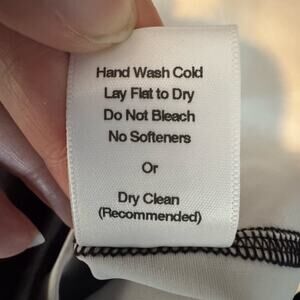 Hand Wash Cold
Lay Flat to Dry
Do Not Bleach
No Softeners
Or
Dry Clean
(Recommended)